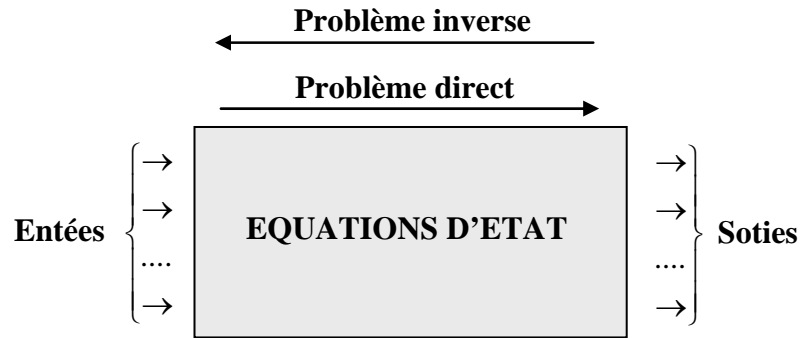 Problème inverse
Problème direct
Entées
EQUATIONS D'ETAT
Soties
....
....